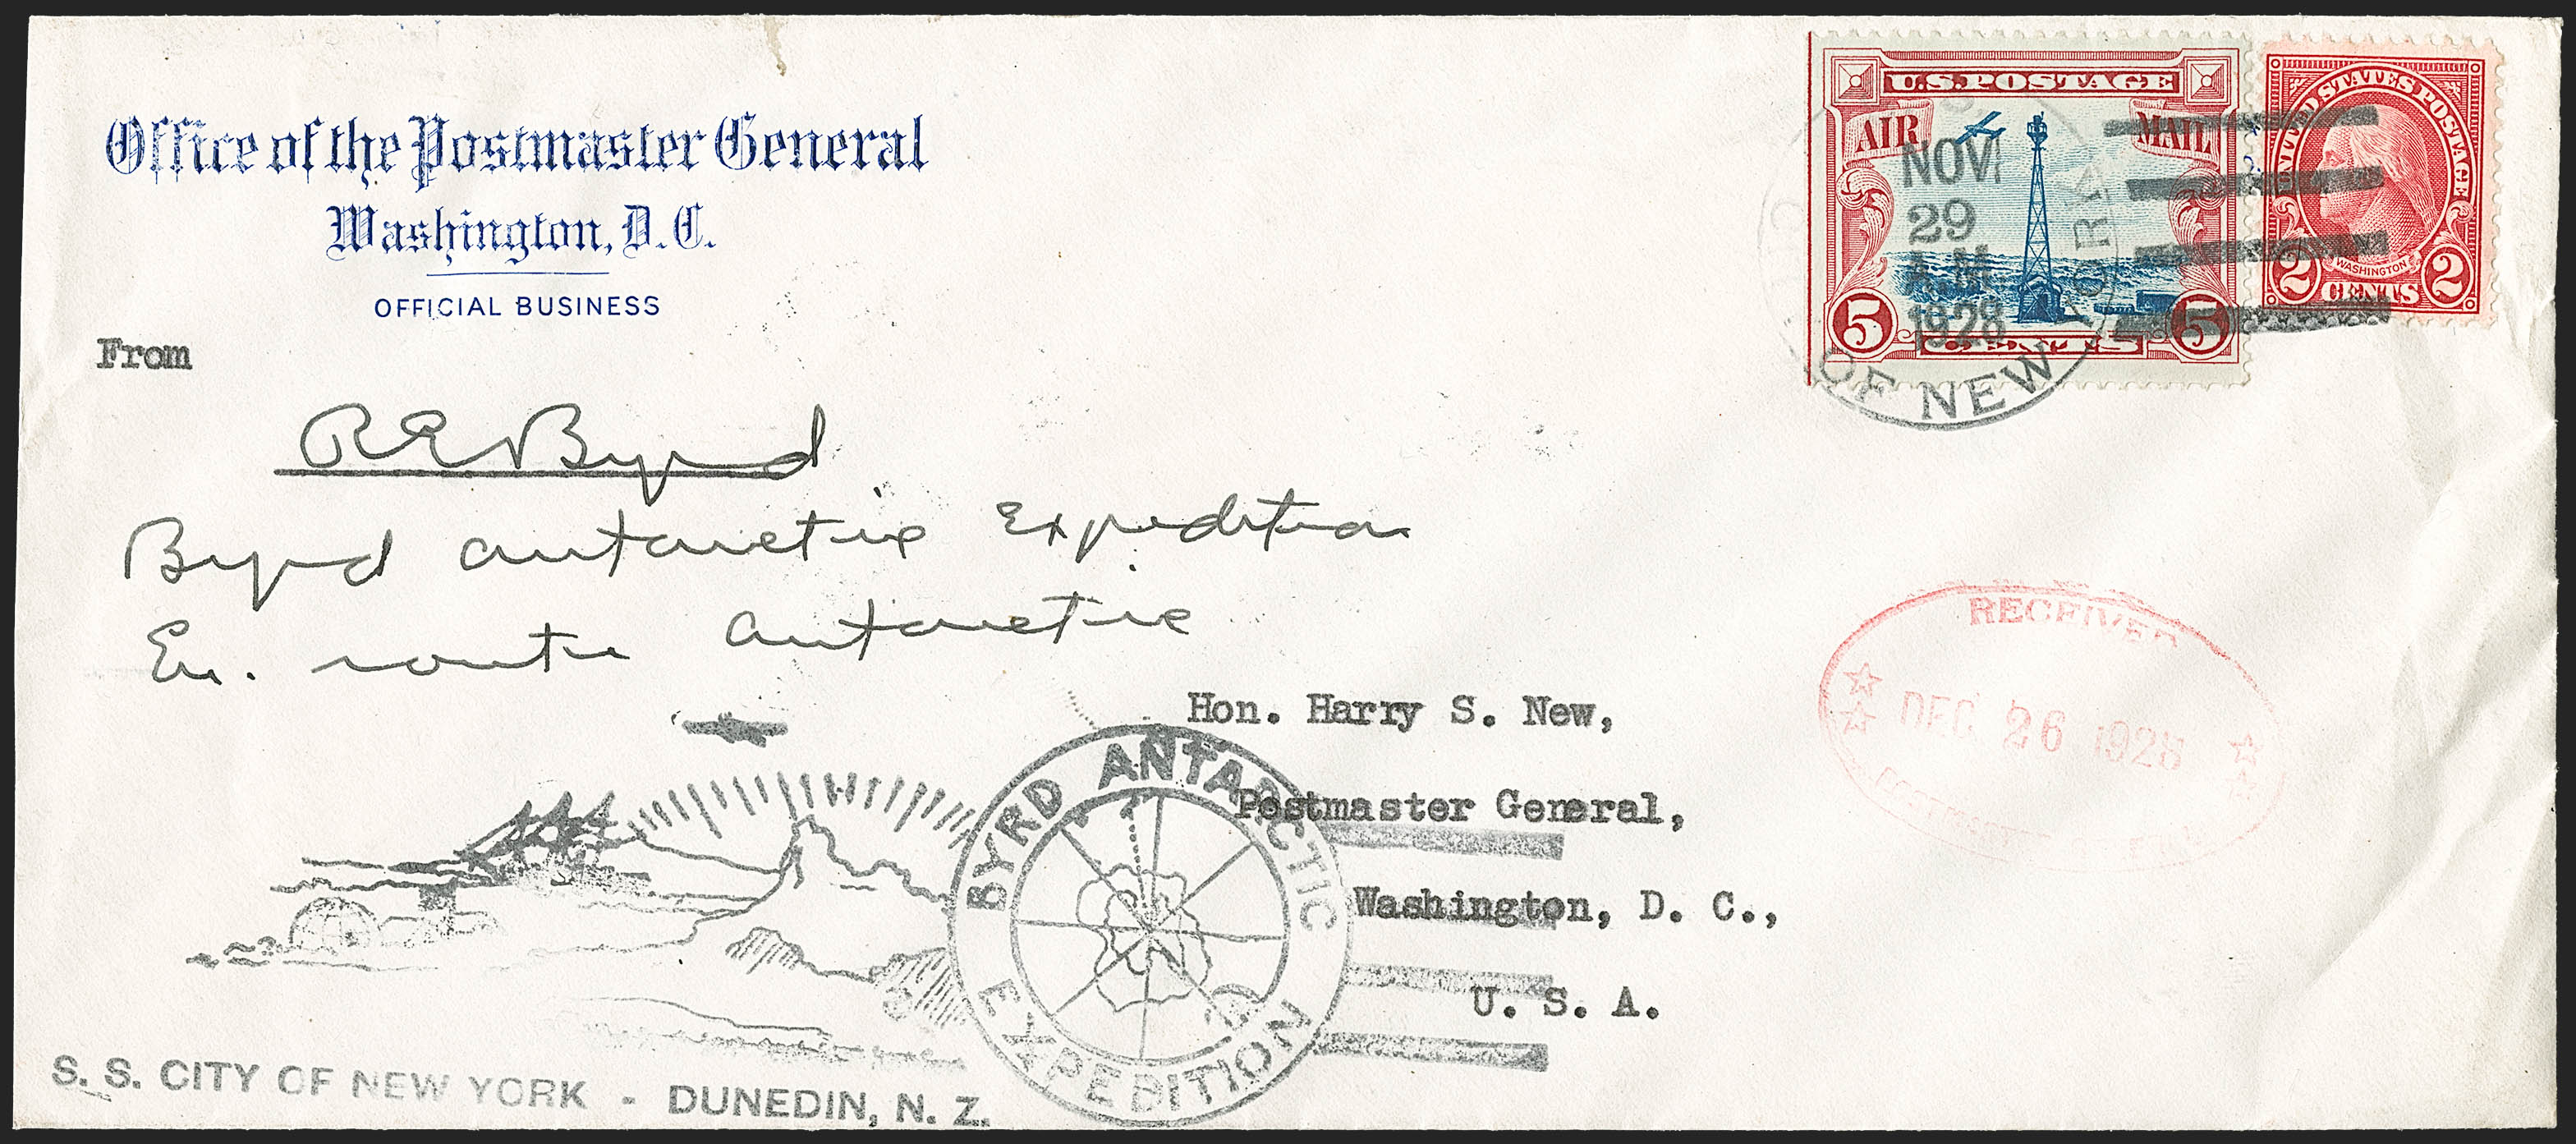 Office of the Postmaster General
Washington, D.C.
OFFICIAL BUSINESS
From
R E Byrd
Byrd Antarctic Expedition
En. route Antarctic
U.S. POSTAGE
AIR MAIL
5 CENTS 5
UNITED STATES POSTAGE
WASHINGTON
2 CENTS 2
NOV
29
A.M.
1928
OF NEW YORK
RECEIVED
DEC 26 1928
Hon. Harry S. New,
Postmaster General,
Washington, D. C.,
U. S. A.
BYRD ANTARCTIC
EXPEDITION
S. S. CITY OF NEW YORK - DUNEDIN, N. Z.